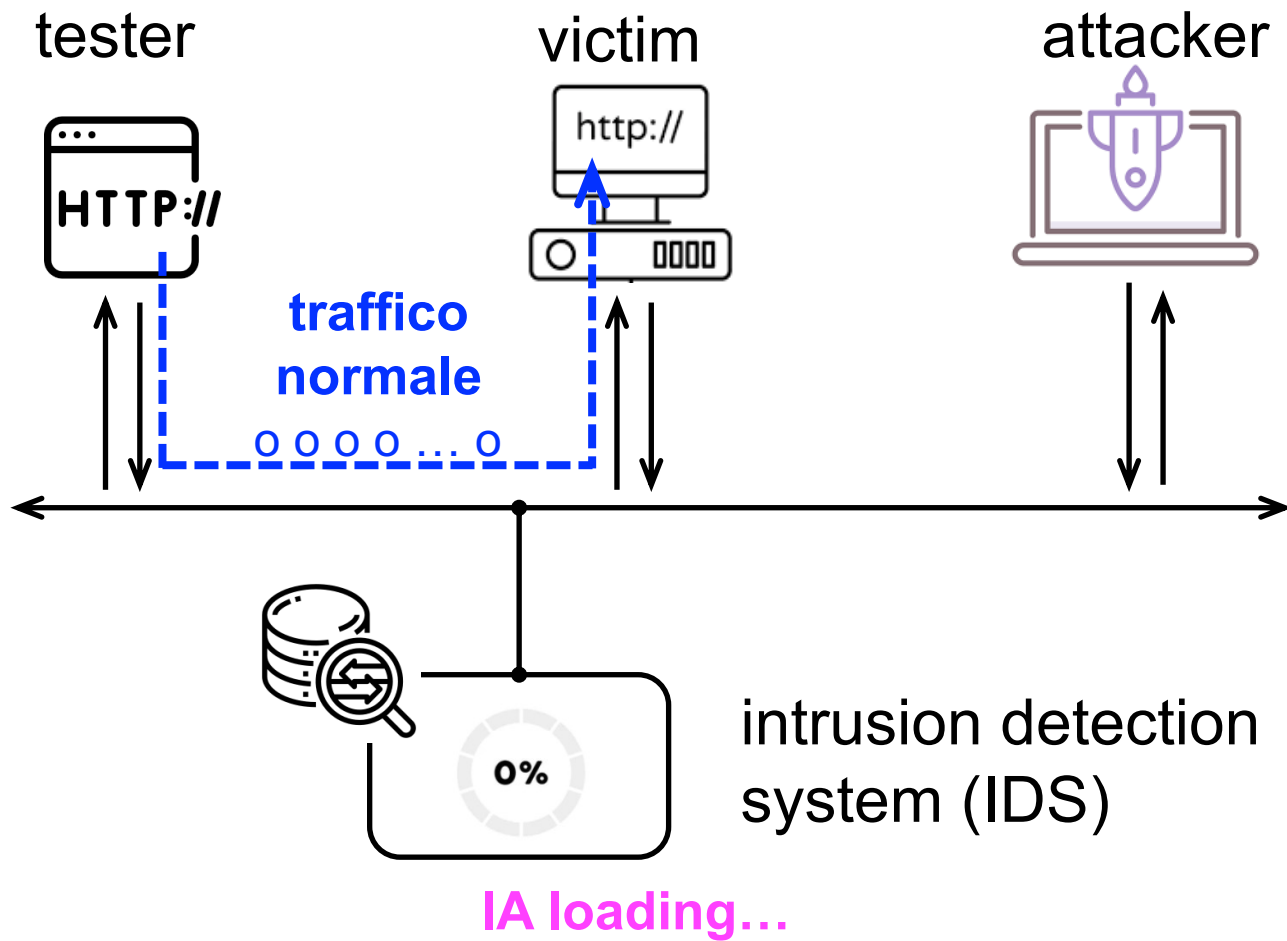 tester
victim
attacker
HTTP://
http://
traffico
normale
o o o o ... o
intrusion detection
system (IDS)
0%
IA loading...